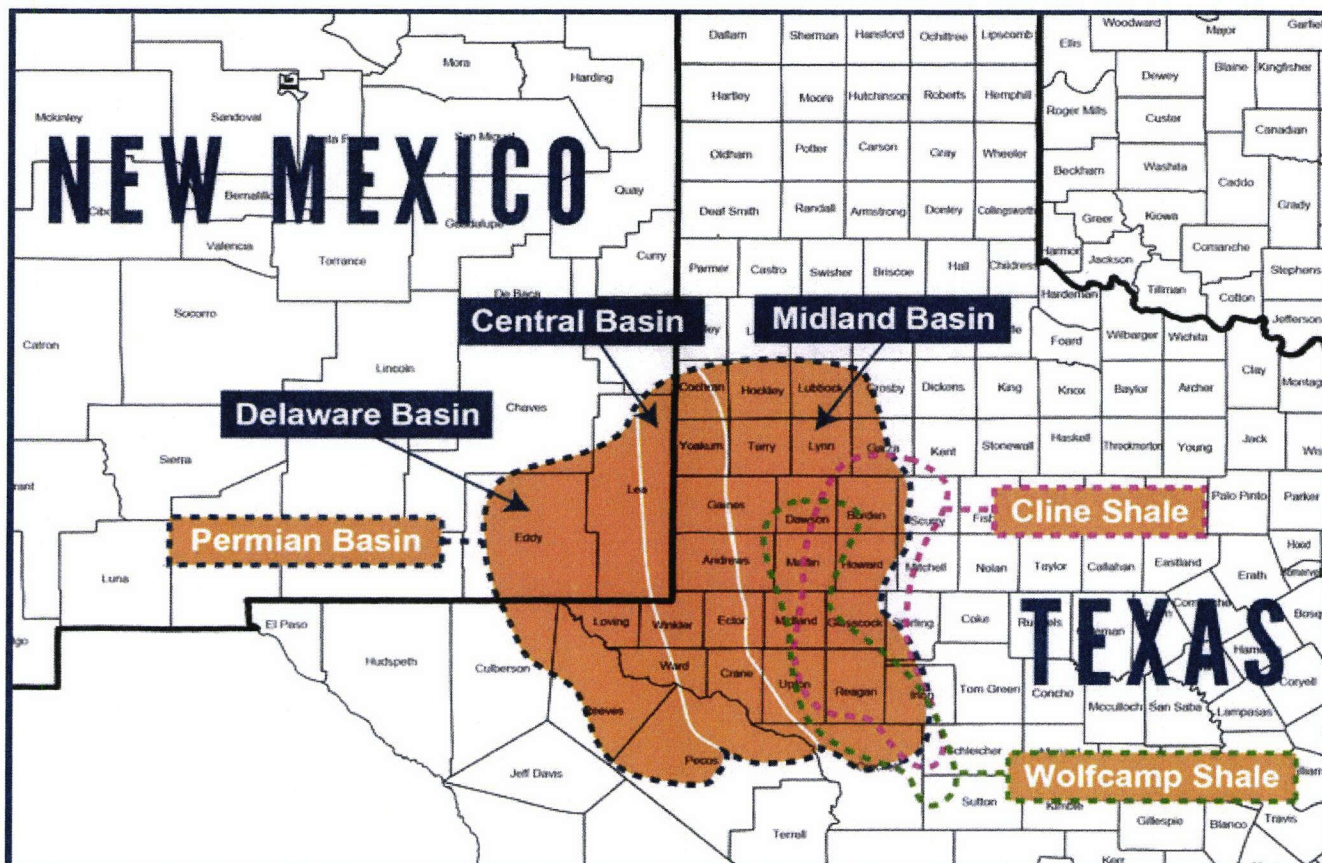 Woodward
Major
Dallam
Sherman
Hansford
Ochiltree
Lipscomb
Ellis
Mora
Harding
Dewey
Blaine
Kingfisher
Hartley
Moore
Hutchinson
Roberts
Hemphill
Roger Mills
Custer
Mckinley
Sandoval
Canadian
NEW MEXICO
San Miguel
Oldham
Potter
Carson
Gray
Wheeler
Beckham
Washita
Caddo
Quay
Bernalillo
Grady
Deaf Smith
Randall
Armstrong
Donley
Collingsworth
Greer
Kiowa
Guadalupe
Valencia
Torrance
Curry
Comanche
Jackson
Parmer
Castro
Swisher
Briscoe
Hall
Childress
Stephens
Tillman
Cotton
De Baca
Hardeman
Jefferson
Socorro
Central Basin
Midland Basin
Catron
Foard
Wilbarger
Wichita
Lincoln
Clay
Cochran
Hockley
Lubbock
Crosby
Dickens
King
Knox
Baylor
Archer
Delaware Basin
Chaves
Yoakum
Terry
Lynn
Garza
Kent
Stonewall
Haskell
Throckmorton
Young
Jack
Sierra
Lea
Gaines
Dawson
Borden
Scurry
Cline Shale
Palo Pinto
Parker
Permian Basin
Eddy
Andrews
Martin
Howard
Mitchell
Nolan
Taylor
Callahan
Eastland
Hood
Luna
Erath
TEXAS
El Paso
Loving
Winkler
Ector
Midland
Glasscock
Sterling
Coke
Hudspeth
Culberson
Ward
Crane
Upton
Reagan
Irion
Tom Green
Concho
Coryell
Mcculloch
San Saba
Lampasas
Reeves
Pecos
Jeff Davis
Schleicher
Wolfcamp Shale
Sutton
Kimble
Gillespie
Blanco
Travis
Terrell
Kerr